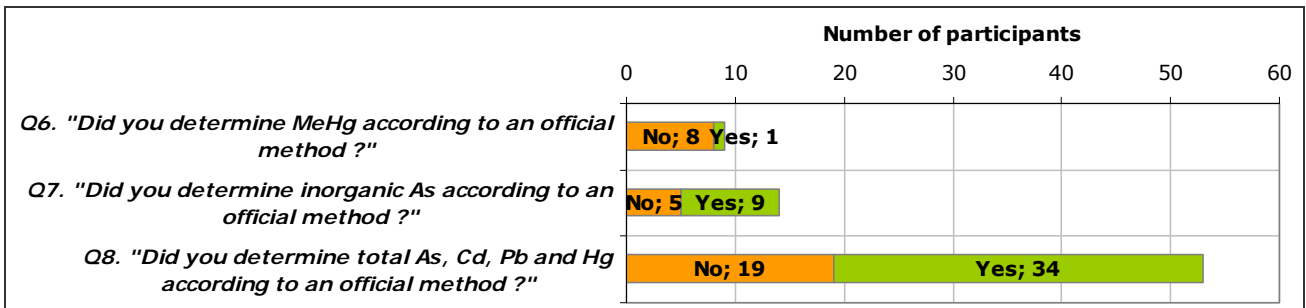 Number of participants
0 10 20 30 40 50 60
Q6. "Did you determine MeHg according to an official
method ?"
No; 8 Yes; 1
Q7. "Did you determine inorganic As according to an
official method ?"
No; 5 Yes; 9
Q8. "Did you determine total As, Cd, Pb and Hg
according to an official method ?"
No; 19 Yes; 34